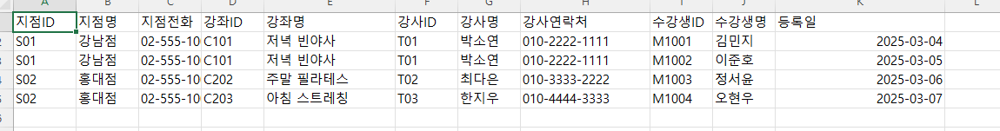 A B C D E F G H I J K L
지점ID 지점명 지점전화 강좌ID 강좌명 강사ID 강사명 강사연락처 수강생ID 수강생명 등록일
S01 강남점 02-555-10 C101 저녁 빈야사 T01 박소연 010-2222-1111 M1001 김민지 2025-03-04
S01 강남점 02-555-10 C101 저녁 빈야사 T01 박소연 010-2222-1111 M1002 이준호 2025-03-05
S02 홍대점 02-555-10 C202 주말 필라테스 T02 최다은 010-3333-2222 M1003 정서윤 2025-03-06
S02 홍대점 02-555-10 C203 아침 스트레칭 T03 한지우 010-4444-3333 M1004 오현우 2025-03-07